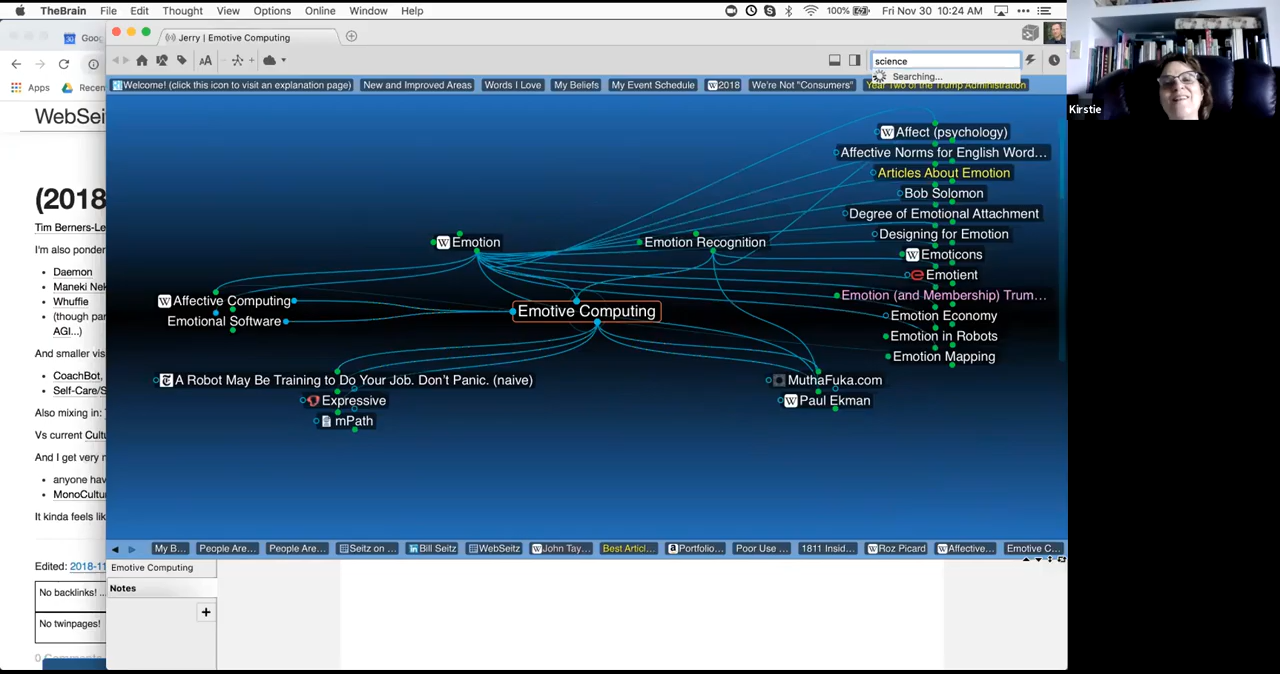 TheBrain File Edit Thought View Options Online Window Help 100% Fri Nov 30 10:24 AM
Jerry | Emotive Computing
Goo
AA
science
Searching...
Apps Recen
Welcome! (click this icon to visit an explanation page) New and Improved Areas Words I Love My Beliefs My Event Schedule W 2018 We're Not "Consumers" Year Two of the Trump Administration
Kirstie
WebSei
W Affect (psychology)
Affective Norms for English Word...
Articles About Emotion
Bob Solomon
Degree of Emotional Attachment
Designing for Emotion
W Emoticons
Emotient
Emotion (and Membership) Trum...
Emotion Economy
Emotion in Robots
Emotion Mapping
W Emotion
Emotion Recognition
W Affective Computing
Emotional Software
Emotive Computing
A Robot May Be Training to Do Your Job. Don't Panic. (naive)
Expressive
mPath
MuthaFuka.com
W Paul Ekman
(2018
Tim Berners-Le
I'm also ponder
Daemon
Maneki Nek
Whuffie
(though par
AGI...)
And smaller vis
CoachBot,
Self-Care/S
Also mixing in:
Vs current Cultu
And I get very r
anyone hav
MonoCultu
It kinda feels lik
Edited: 2018-11
No backlinks! ..
No twinpages!
My B... People Are... People Are... Seitz on ... Bill Seitz WebSeitz W John Tay... Best Articl... Portfolio... Poor Use ... 1811 Insid... W Roz Picard W Affective... Emotive C...
Emotive Computing
Notes
+